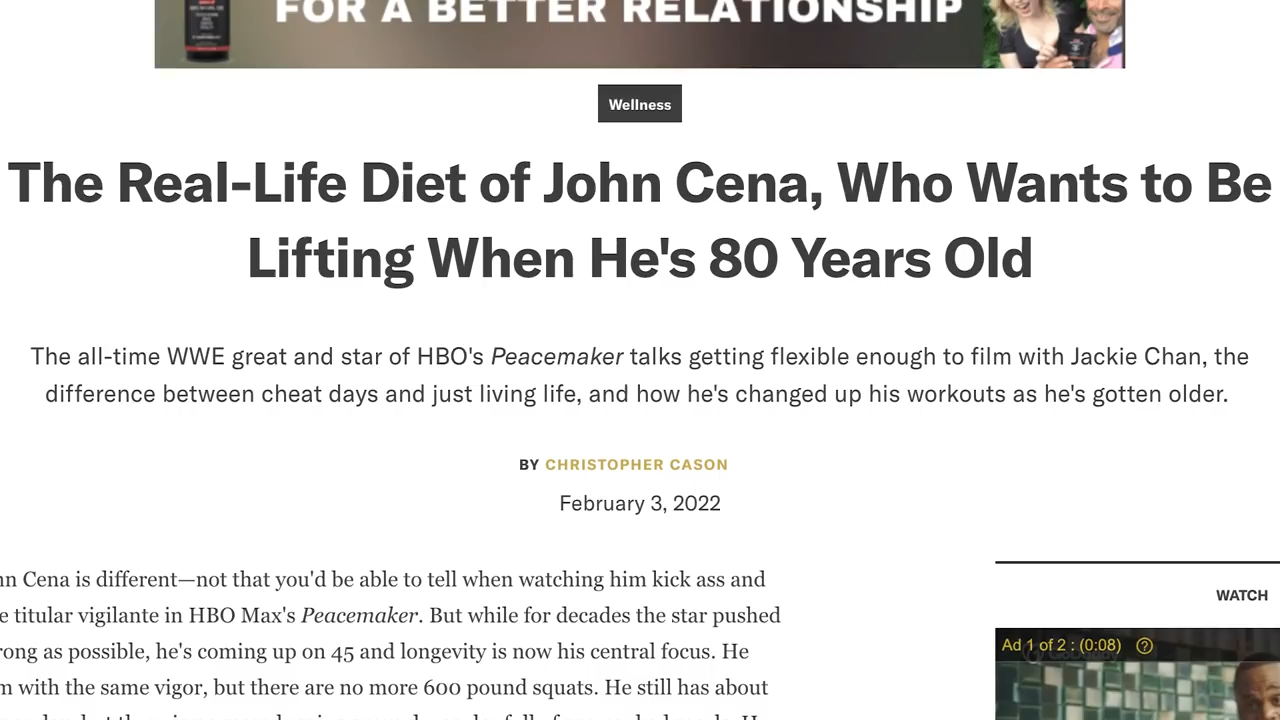 FOR A BETTER RELATIONSHIP
Wellness
The Real-Life Diet of John Cena, Who Wants to Be
Lifting When He's 80 Years Old
The all-time WWE great and star of HBO's Peacemaker talks getting flexible enough to film with Jackie Chan, the
difference between cheat days and just living life, and how he's changed up his workouts as he's gotten older.
BY CHRISTOPHER CASON
February 3, 2022
Cena is different—not that you'd be able to tell when watching him kick ass and
titular vigilante in HBO Max's Peacemaker. But while for decades the star pushed
as possible, he's coming up on 45 and longevity is now his central focus. He
with the same vigor, but there are no more 600 pound squats. He still has about
WATCH
Ad 1 of 2 : (0:08)